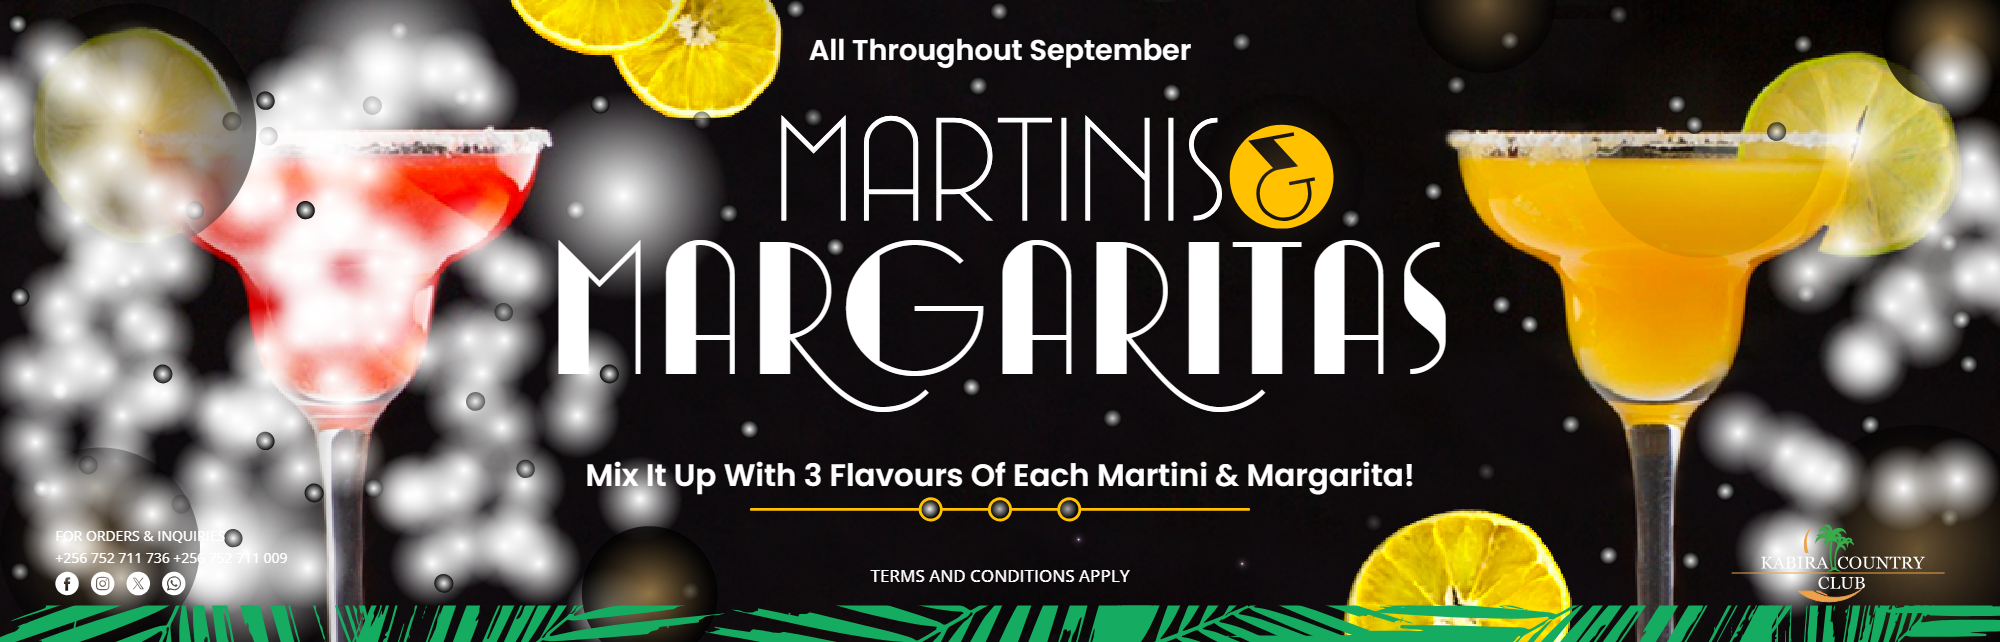 All Throughout September
MARTINIS &
MARGARITAS
Mix It Up With 3 Flavours Of Each Martini & Margarita!
TERMS AND CONDITIONS APPLY
FOR ORDERS & INQUIRIES
+256 752 711 736 +256 752 711 009
KABIRA COUNTRY
CLUB